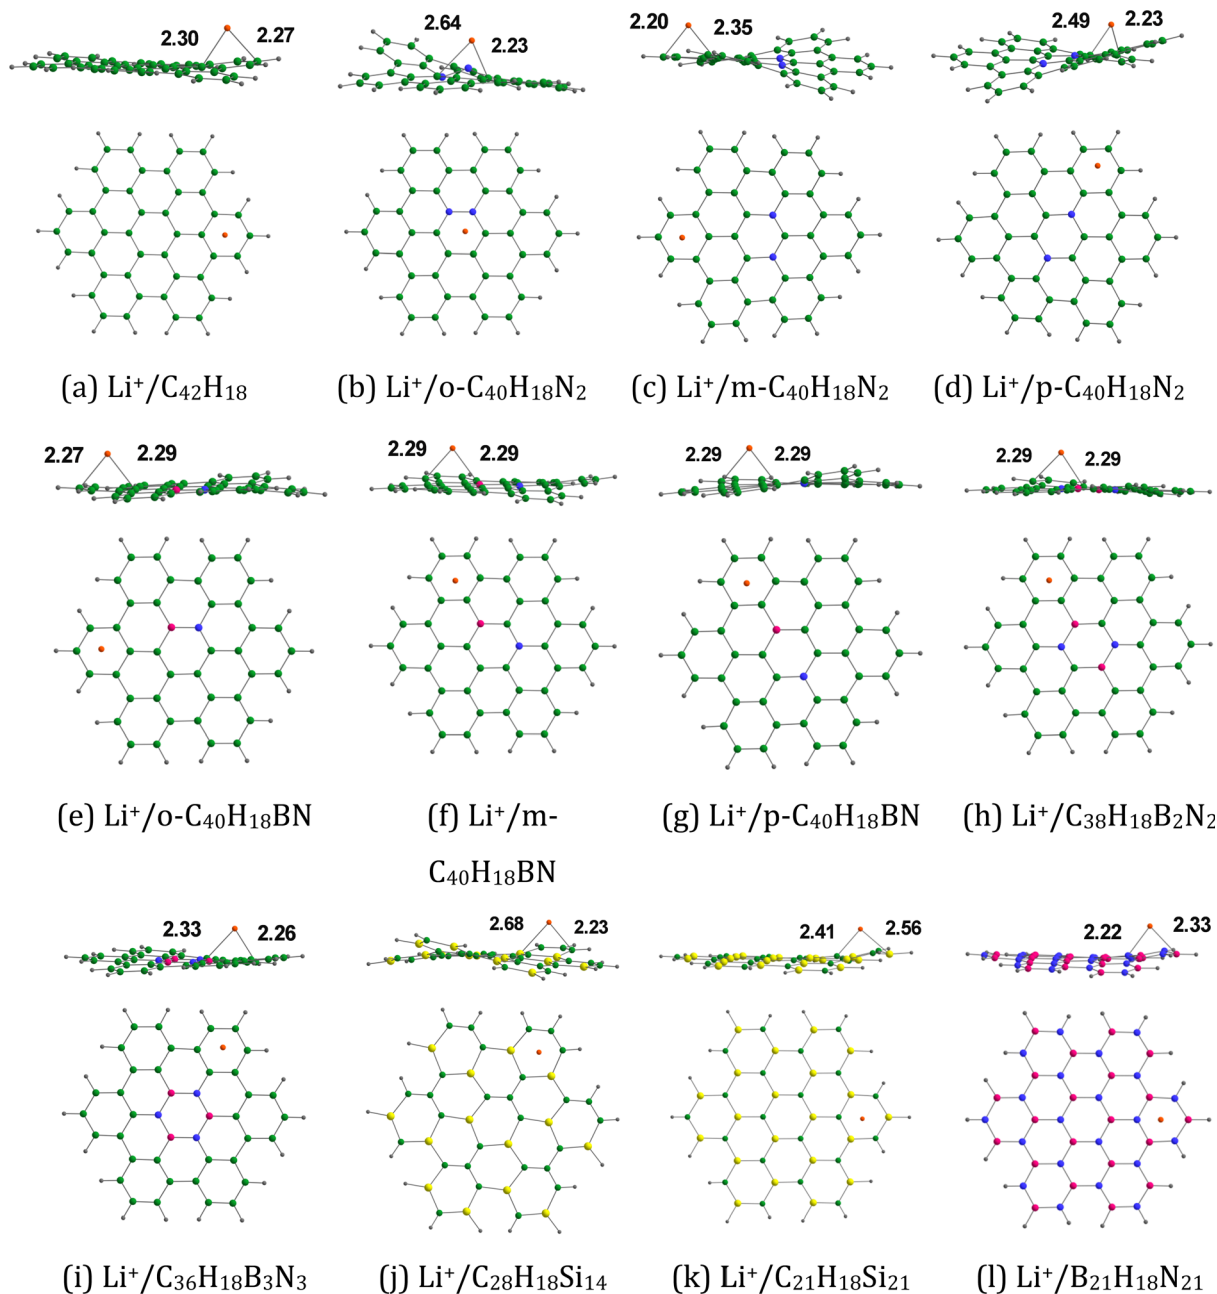 2.30 2.27 2.64 2.23 2.20 2.35 2.49 2.23
(a) Li⁺/C₄₂H₁₈ (b) Li⁺/o-C₄₀H₁₈N₂ (c) Li⁺/m-C₄₀H₁₈N₂ (d) Li⁺/p-C₄₀H₁₈N₂
2.27 2.29 2.29 2.29 2.29 2.29 2.29 2.29
(e) Li⁺/o-C₄₀H₁₈BN (f) Li⁺/m- (g) Li⁺/p-C₄₀H₁₈BN (h) Li⁺/C₃₈H₁₈B₂N₂
C₄₀H₁₈BN
2.33 2.26 2.68 2.23 2.41 2.56 2.22 2.33
(i) Li⁺/C₃₆H₁₈B₃N₃ (j) Li⁺/C₂₈H₁₈Si₁₄ (k) Li⁺/C₂₁H₁₈Si₂₁ (l) Li⁺/B₂₁H₁₈N₂₁